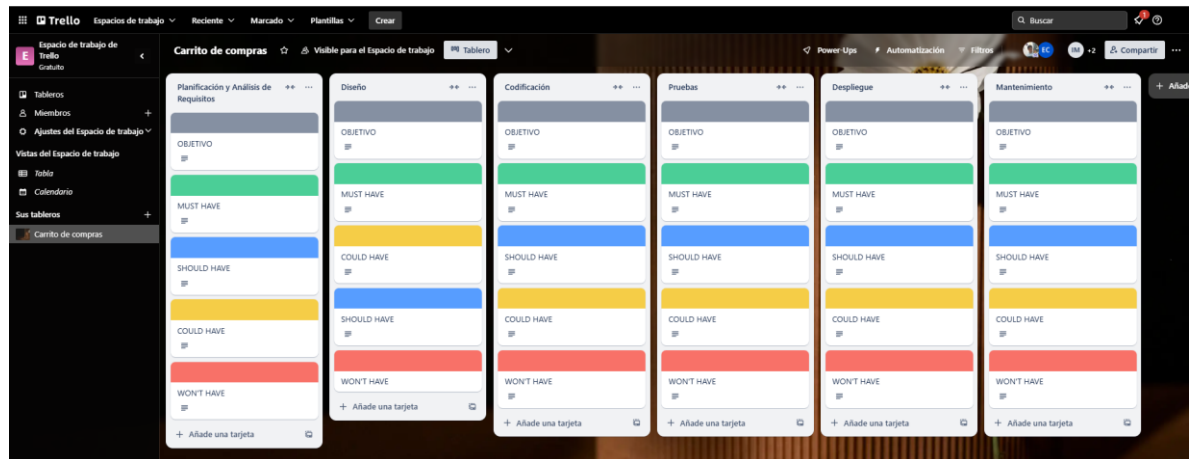 Trello Espacios de trabajo Reciente Marcado Plantillas Crear Buscar
E Espacio de trabajo de Trello
Gratuito
Tableros
Miembros
Ajustes del Espacio de trabajo
Vistas del Espacio de trabajo
Tabla
Calendario
Sus tableros
Carrito de compras
Carrito de compras Visible para el Espacio de trabajo Tablero Power-Ups Automatización Filtros EC IM +2 Compartir
Planificación y Análisis de
Requisitos
OBJETIVO
MUST HAVE
SHOULD HAVE
COULD HAVE
WON'T HAVE
+ Añade una tarjeta
Diseño
OBJETIVO
MUST HAVE
COULD HAVE
SHOULD HAVE
WON'T HAVE
+ Añade una tarjeta
Codificación
OBJETIVO
MUST HAVE
SHOULD HAVE
COULD HAVE
WON'T HAVE
+ Añade una tarjeta
Pruebas
OBJETIVO
MUST HAVE
SHOULD HAVE
COULD HAVE
WON'T HAVE
+ Añade una tarjeta
Despliegue
OBJETIVO
MUST HAVE
SHOULD HAVE
COULD HAVE
WON'T HAVE
+ Añade una tarjeta
Mantenimiento
OBJETIVO
MUST HAVE
SHOULD HAVE
COULD HAVE
WON'T HAVE
+ Añade una tarjeta